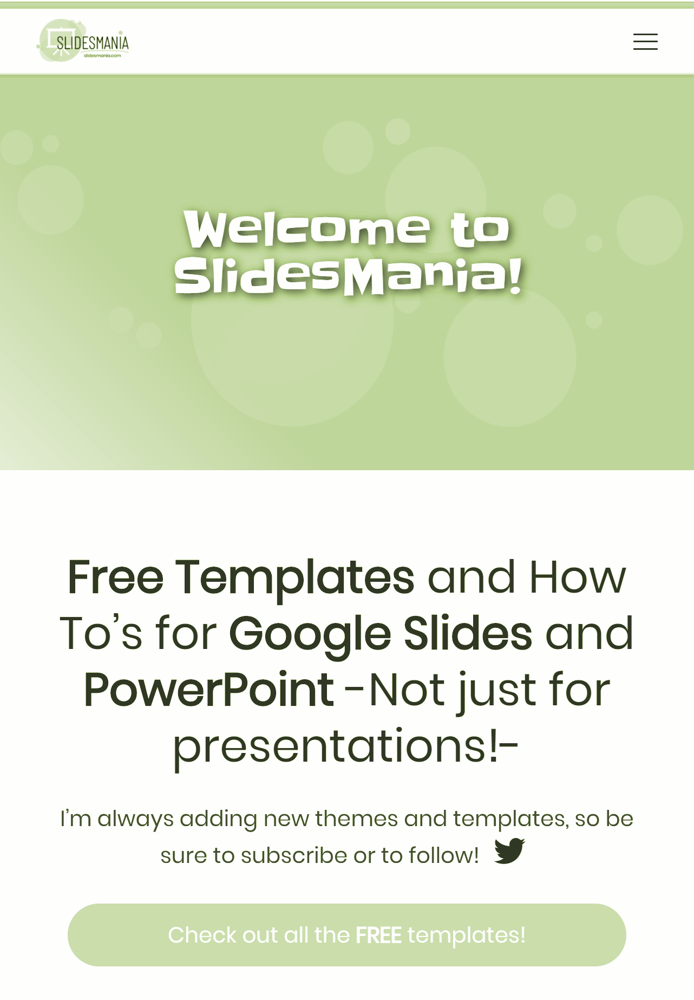 SLIDESMANIA
slidesmania.com
Welcome to
SlidesMania!
Free Templates and How
To’s for Google Slides and
PowerPoint -Not just for
presentations!-
I’m always adding new themes and templates, so be
sure to subscribe or to follow!
Check out all the FREE templates!